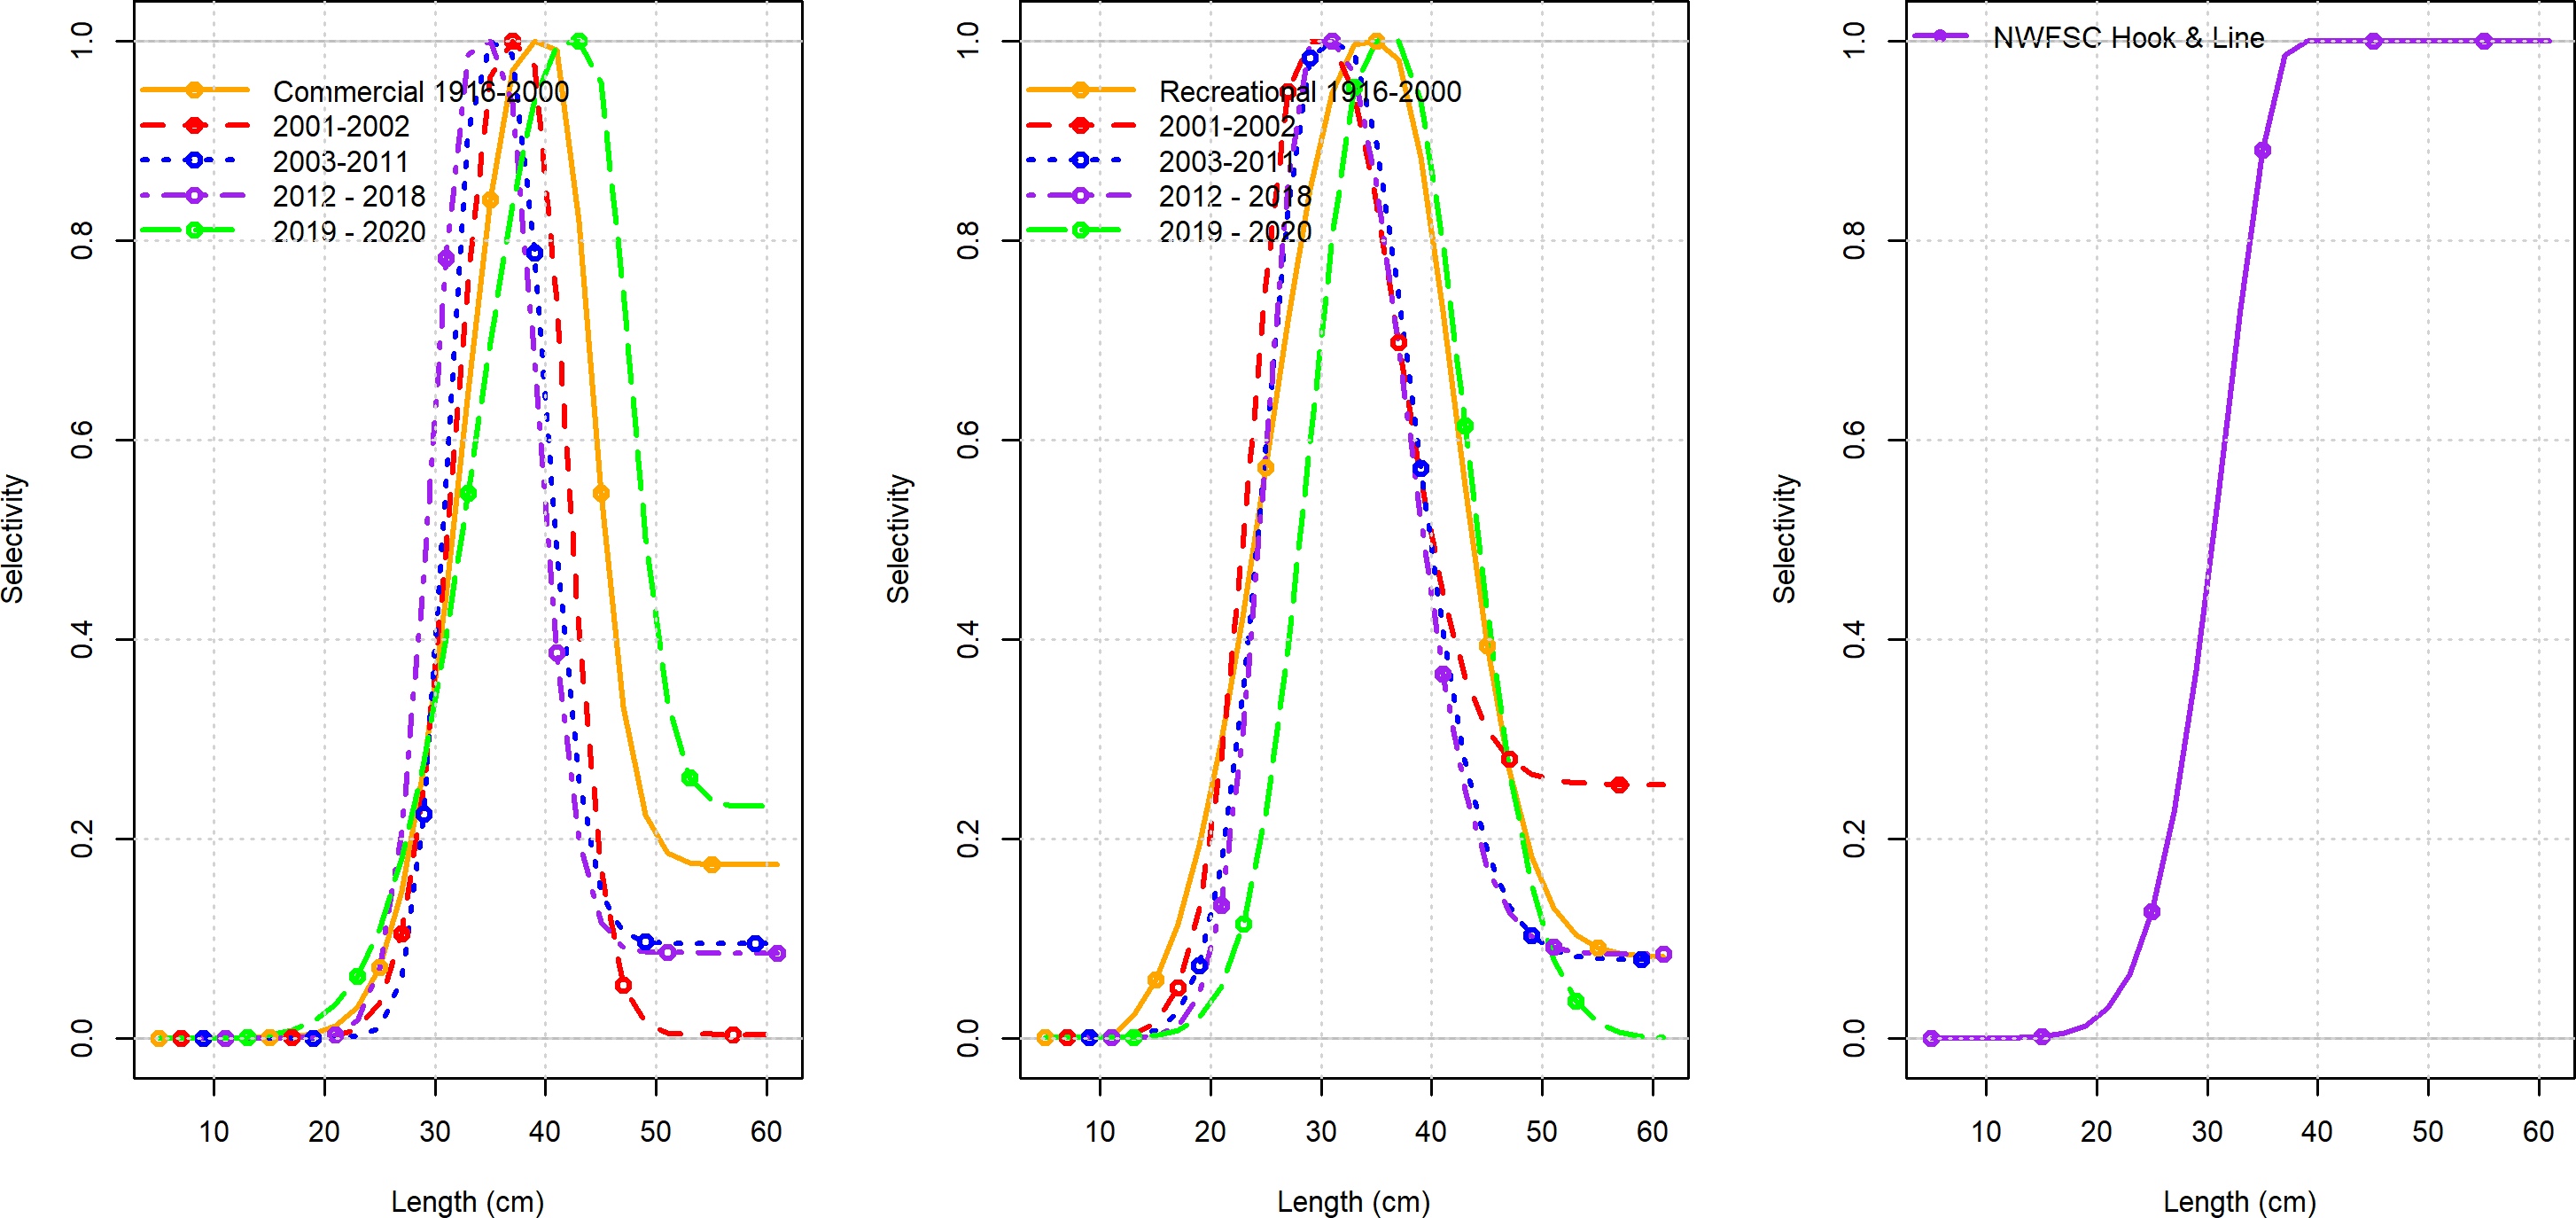 Selectivity
0.0 0.2 0.4 0.6 0.8 1.0
Commercial 1916-2000
2001-2002
2003-2011
2012 - 2018
2019 - 2020
10 20 30 40 50 60
Length (cm)
Selectivity
0.0 0.2 0.4 0.6 0.8 1.0
Recreational 1916-2000
2001-2002
2003-2011
2012 - 2018
2019 - 2020
10 20 30 40 50 60
Length (cm)
Selectivity
0.0 0.2 0.4 0.6 0.8 1.0
NWFSC Hook & Line
10 20 30 40 50 60
Length (cm)